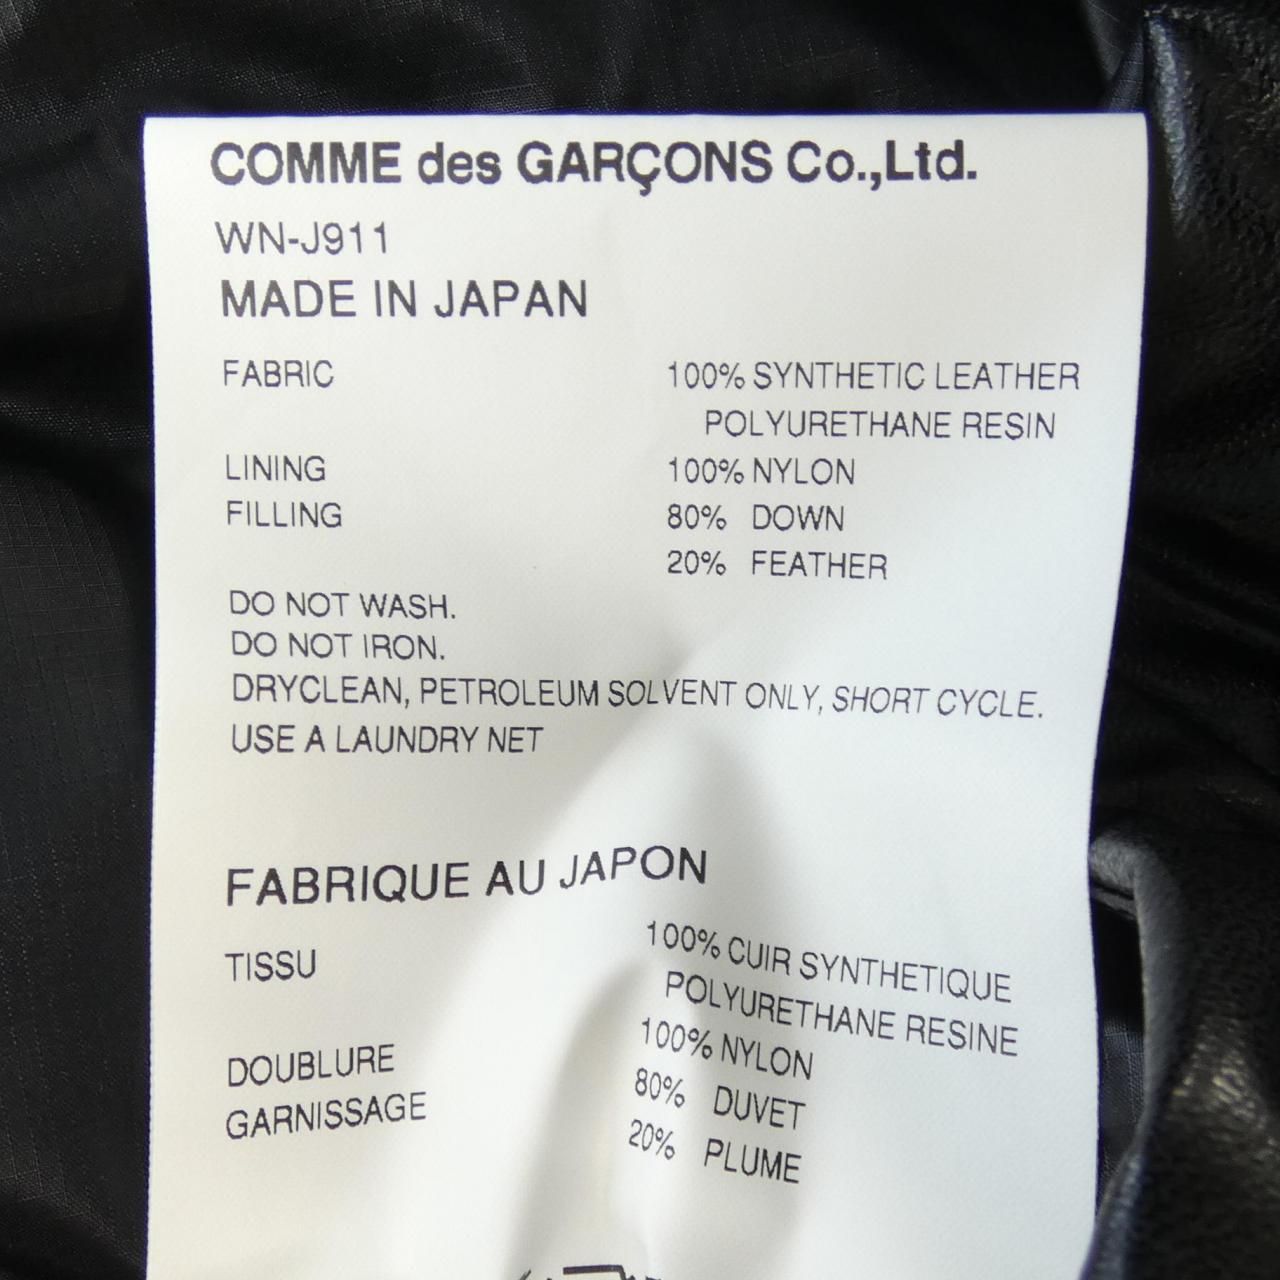 COMME des GARÇONS Co.,Ltd.
WN-J911
MADE IN JAPAN
FABRIC 100% SYNTHETIC LEATHER
POLYURETHANE RESIN
LINING 100% NYLON
FILLING 80% DOWN
20% FEATHER
DO NOT WASH.
DO NOT IRON.
DRYCLEAN, PETROLEUM SOLVENT ONLY, SHORT CYCLE.
USE A LAUNDRY NET
FABRIQUE AU JAPON
TISSU 100% CUIR SYNTHETIQUE
POLYURETHANE RESINE
DOUBLURE 100% NYLON
GARNISSAGE 80% DUVET
20% PLUME